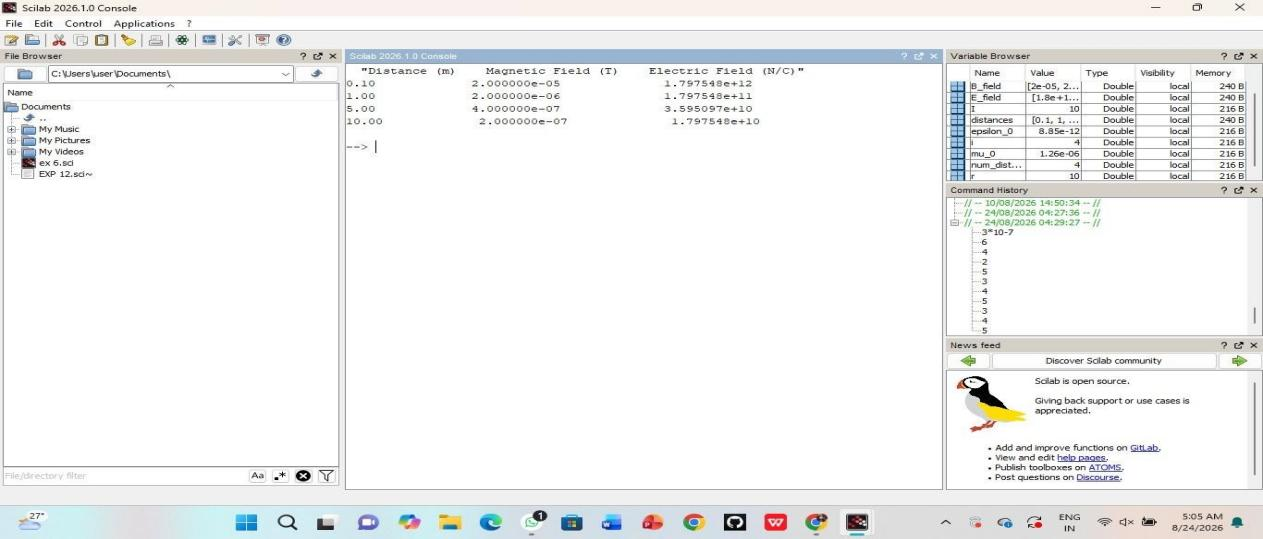 Scilab 2026.1.0 Console
File Edit Control Applications ?
File Browser ? ×
C:\Users\user\Documents\
Name
Documents
..
My Music
My Pictures
My Videos
ex 6.sci
EXP 12.sci~
File/directory filter Aa .*
Scilab 2026.1.0 Console ? ×
"Distance (m) Magnetic Field (T) Electric Field (N/C)"
0.10 2.000000e-05 1.797548e+12
1.00 2.000000e-06 1.797548e+11
5.00 4.000000e-07 3.595097e+10
10.00 2.000000e-07 1.797548e+10
-->
Variable Browser ? ×
Name Value Type Visibility Memory
B_field [2e-05, 2... Double local 240 B
E_field [1.8e+1... Double local 240 B
I 10 Double local 216 B
distances [0.1, 1, ... Double local 240 B
epsilon_0 8.85e-12 Double local 216 B
i 4 Double local 216 B
mu_0 1.26e-06 Double local 216 B
num_dist... 4 Double local 216 B
r 10 Double local 216 B
Command History ? ×
// -- 10/08/2026 14:50:34 -- //
// -- 24/08/2026 04:27:36 -- //
// -- 24/08/2026 04:29:27 -- //
3*10-7
6
4
2
5
3
4
5
3
4
5
News feed ? ×
Discover Scilab community
Scilab is open source.
Giving back support or use cases is
appreciated.
• Add and improve functions on GitLab.
• View and edit help pages.
• Publish toolboxes on ATOMS.
• Post questions on Discourse.
27°
1
ENG
IN
5:05 AM
8/24/2026